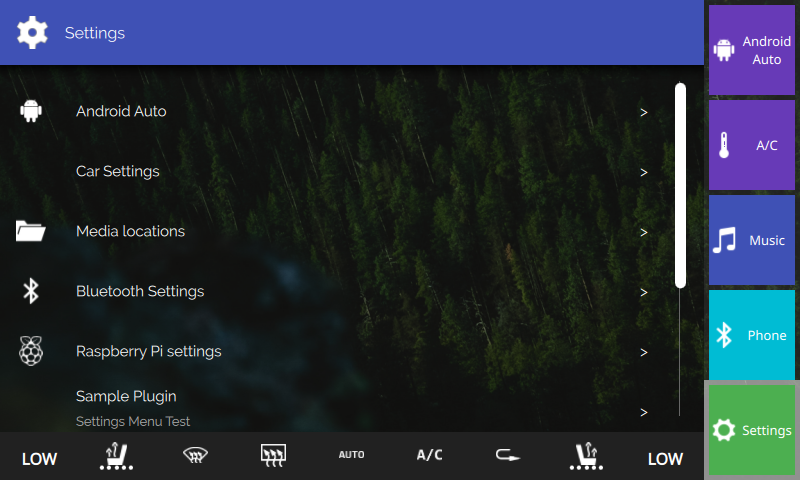 Settings
Android Auto
>
Car Settings
>
Media locations
>
Bluetooth Settings
>
Raspberry Pi settings
>
Sample Plugin
Settings Menu Test
>
Android
Auto
A/C
Music
Phone
Settings
LOW
AUTO
A/C
LOW